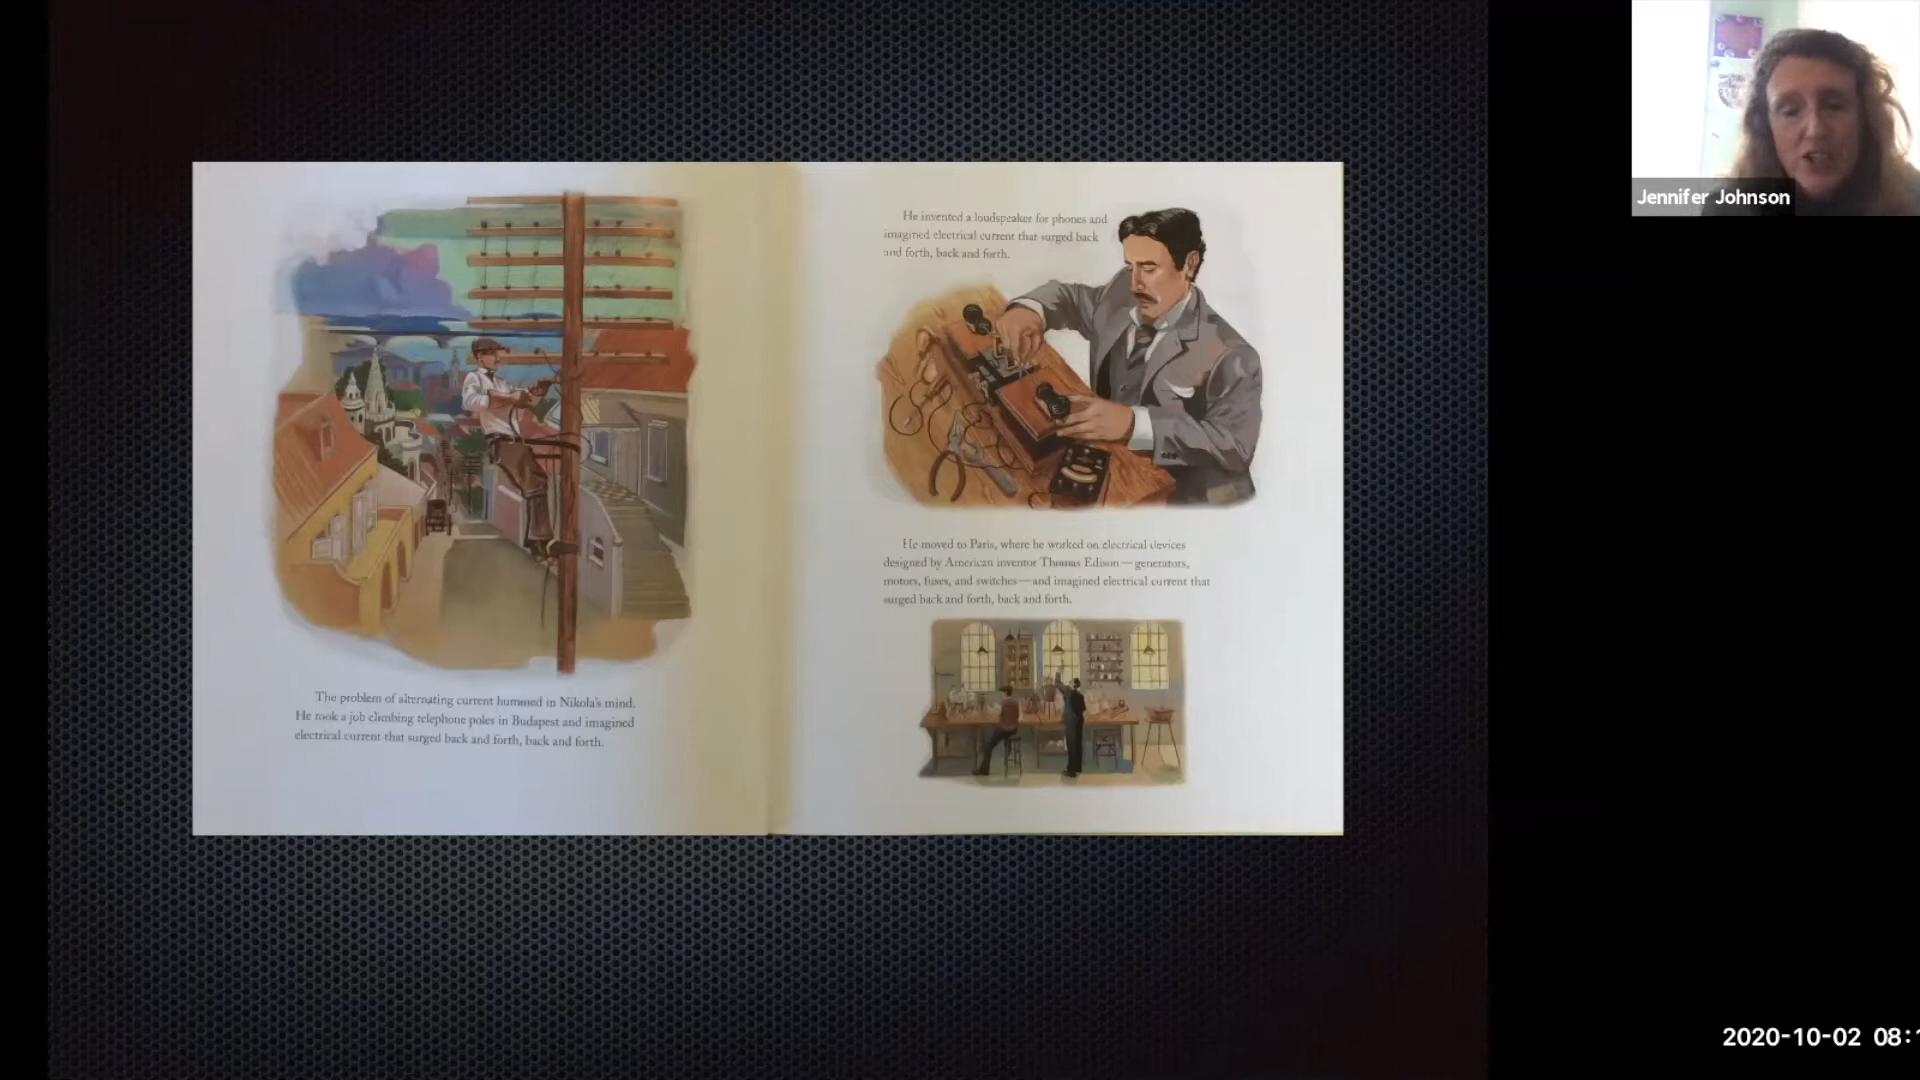 The problem of alternating current hummed in Nikola's mind.
He took a job climbing telephone poles in Budapest and imagined
electrical current that surged back and forth, back and forth.
He invented a loudspeaker for phones and
imagined electrical current that surged back
and forth, back and forth.
He moved to Paris, where he worked on electrical devices
designed by American inventor Thomas Edison—generators,
motors, fuses, and switches—and imagined electrical current that
surged back and forth, back and forth.
Jennifer Johnson
2020-10-02 08:1